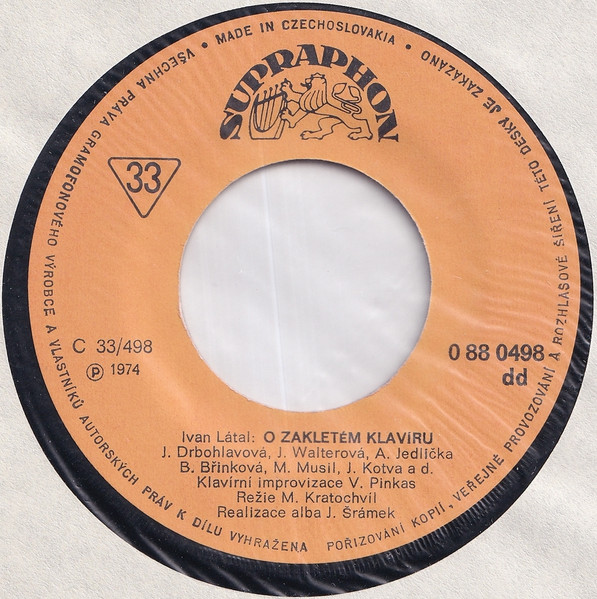 VŠECHNA PRÁVA GRAMOFONOVÉHO VÝROBCE A VLASTNÍKŮ AUTORSKÝCH PRÁV K DÍLU VYHRAŽENA
POŘIZOVÁNÍ KOPIÍ, VEŘEJNÉ PROVOZOVÁNÍ A ROZHLASOVÉ ŠÍŘENÍ TÉTO DESKY JE ZAKÁZÁNO • MADE IN CZECHOSLOVAKIA •
SUPRAPHON
33
C 33/498
Ⓟ 1974
0 88 0498
dd
Ivan Látal: O ZAKLETÉM KLAVÍRU
J. Drbohlavová, J. Walterová, A. Jedlička
B. Břinková, M. Musil, J. Kotva a d.
Klavírní improvizace V. Pinkas
Režie M. Kratochvíl
Realizace alba J. Šrámek